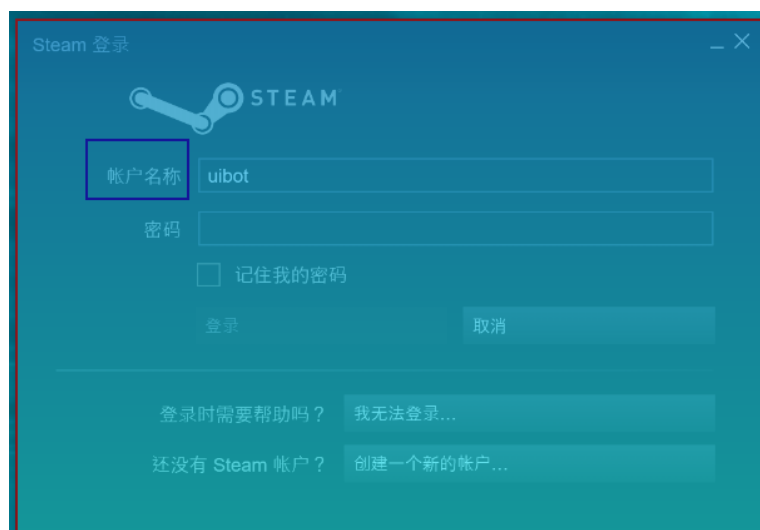 Steam 登录
STEAM
帐户名称 uibot
密码
记住我的密码
登录 取消
登录时需要帮助吗？ 我无法登录...
还没有 Steam 帐户？ 创建一个新的帐户...